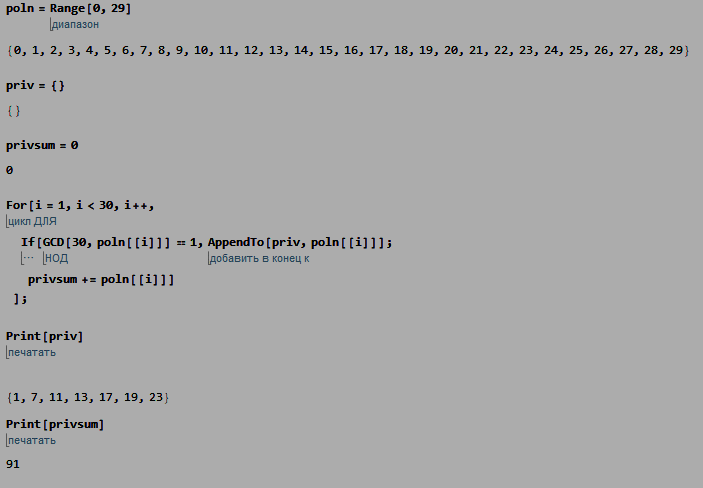 poln = Range[0, 29]
диапазон
{0, 1, 2, 3, 4, 5, 6, 7, 8, 9, 10, 11, 12, 13, 14, 15, 16, 17, 18, 19, 20, 21, 22, 23, 24, 25, 26, 27, 28, 29}
priv = {}
{}
privsum = 0
0
For[i = 1, i < 30, i++,
цикл ДЛЯ
If[GCD[30, poln[[i]]] == 1, AppendTo[priv, poln[[i]]];
⋯ НОД добавить в конец к
privsum += poln[[i]]]
];
Print[priv]
печатать
{1, 7, 11, 13, 17, 19, 23}
Print[privsum]
печатать
91